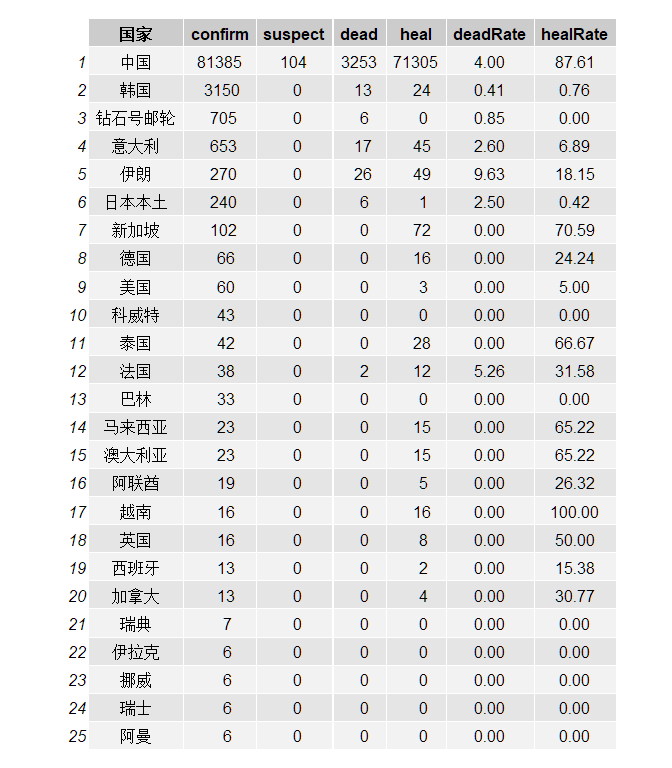 国家 confirm suspect dead heal deadRate healRate
1 中国 81385 104 3253 71305 4.00 87.61
2 韩国 3150 0 13 24 0.41 0.76
3 钻石号邮轮 705 0 6 0 0.85 0.00
4 意大利 653 0 17 45 2.60 6.89
5 伊朗 270 0 26 49 9.63 18.15
6 日本本土 240 0 6 1 2.50 0.42
7 新加坡 102 0 0 72 0.00 70.59
8 德国 66 0 0 16 0.00 24.24
9 美国 60 0 0 3 0.00 5.00
10 科威特 43 0 0 0 0.00 0.00
11 泰国 42 0 0 28 0.00 66.67
12 法国 38 0 2 12 5.26 31.58
13 巴林 33 0 0 0 0.00 0.00
14 马来西亚 23 0 0 15 0.00 65.22
15 澳大利亚 23 0 0 15 0.00 65.22
16 阿联酋 19 0 0 5 0.00 26.32
17 越南 16 0 0 16 0.00 100.00
18 英国 16 0 0 8 0.00 50.00
19 西班牙 13 0 0 2 0.00 15.38
20 加拿大 13 0 0 4 0.00 30.77
21 瑞典 7 0 0 0 0.00 0.00
22 伊拉克 6 0 0 0 0.00 0.00
23 挪威 6 0 0 0 0.00 0.00
24 瑞士 6 0 0 0 0.00 0.00
25 阿曼 6 0 0 0 0.00 0.00